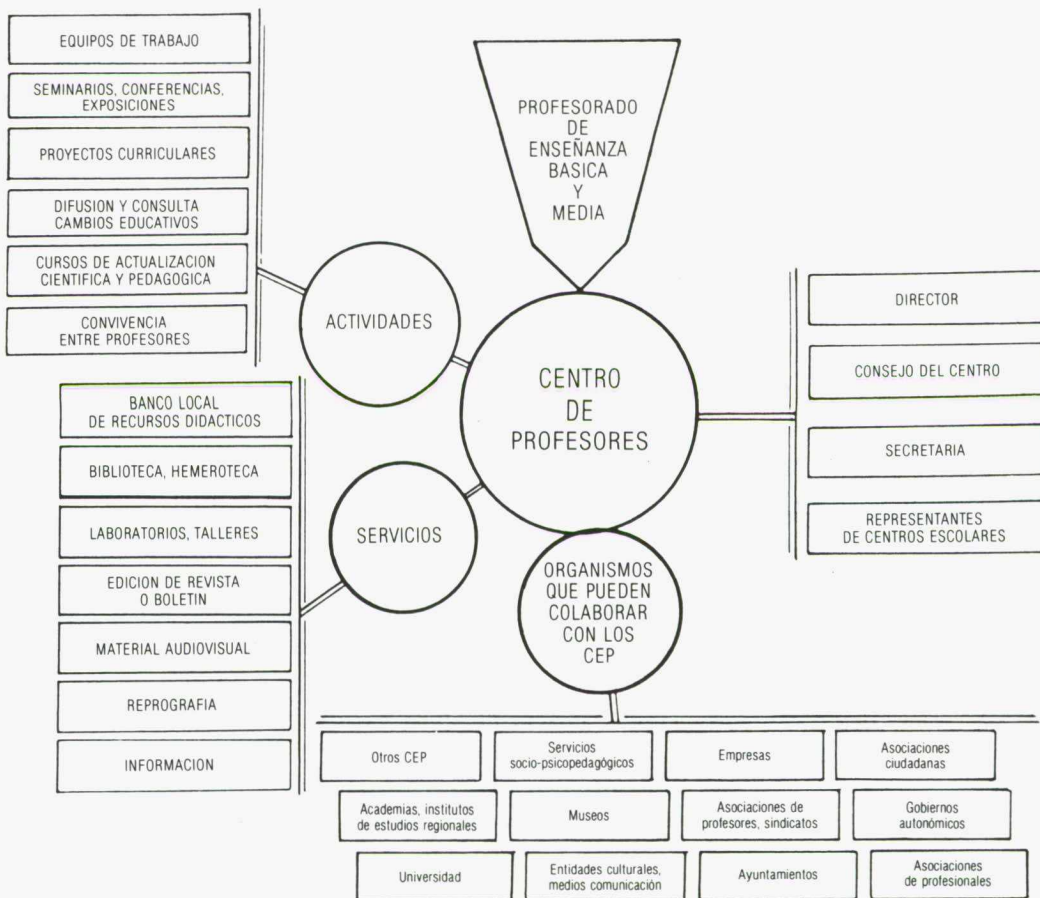 EQUIPOS DE TRABAJO
SEMINARIOS, CONFERENCIAS,
EXPOSICIONES
PROYECTOS CURRICULARES
DIFUSION Y CONSULTA
CAMBIOS EDUCATIVOS
CURSOS DE ACTUALIZACION
CIENTIFICA Y PEDAGOGICA
CONVIVENCIA
ENTRE PROFESORES
ACTIVIDADES
PROFESORADO
DE
ENSEÑANZA
BASICA
Y
MEDIA
CENTRO
DE
PROFESORES
DIRECTOR
CONSEJO DEL CENTRO
SECRETARIA
REPRESENTANTES
DE CENTROS ESCOLARES
BANCO LOCAL
DE RECURSOS DIDACTICOS
BIBLIOTECA, HEMEROTECA
LABORATORIOS, TALLERES
EDICION DE REVISTA
O BOLETIN
MATERIAL AUDIOVISUAL
REPROGRAFIA
INFORMACION
SERVICIOS
ORGANISMOS
QUE PUEDEN
COLABORAR
CON LOS
CEP
Otros CEP
Servicios
socio-psicopedagógicos
Empresas
Asociaciones
ciudadanas
Academias, institutos
de estudios regionales
Museos
Asociaciones de
profesores, sindicatos
Gobiernos
autonómicos
Universidad
Entidades culturales,
medios comunicación
Ayuntamientos
Asociaciones
de profesionales